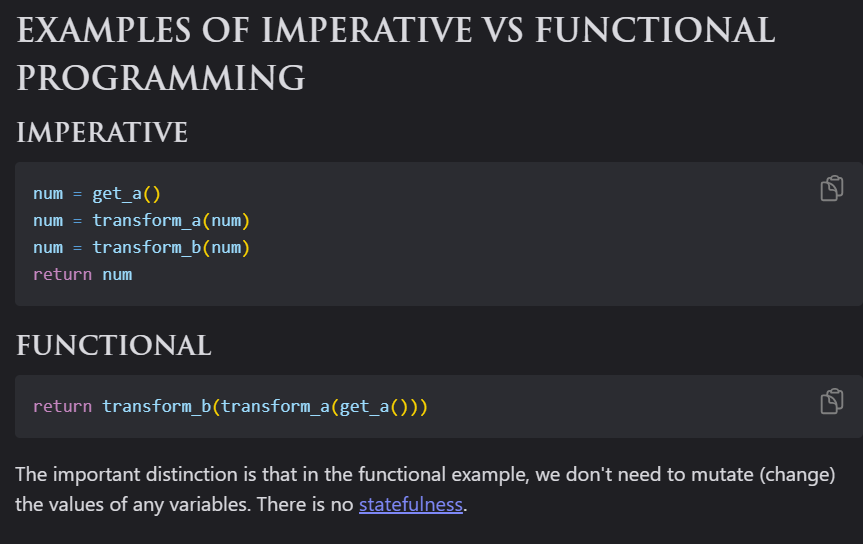 EXAMPLES OF IMPERATIVE VS FUNCTIONAL
PROGRAMMING
IMPERATIVE
num = get_a()
num = transform_a(num)
num = transform_b(num)
return num
FUNCTIONAL
return transform_b(transform_a(get_a()))
The important distinction is that in the functional example, we don't need to mutate (change)
the values of any variables. There is no statefulness.